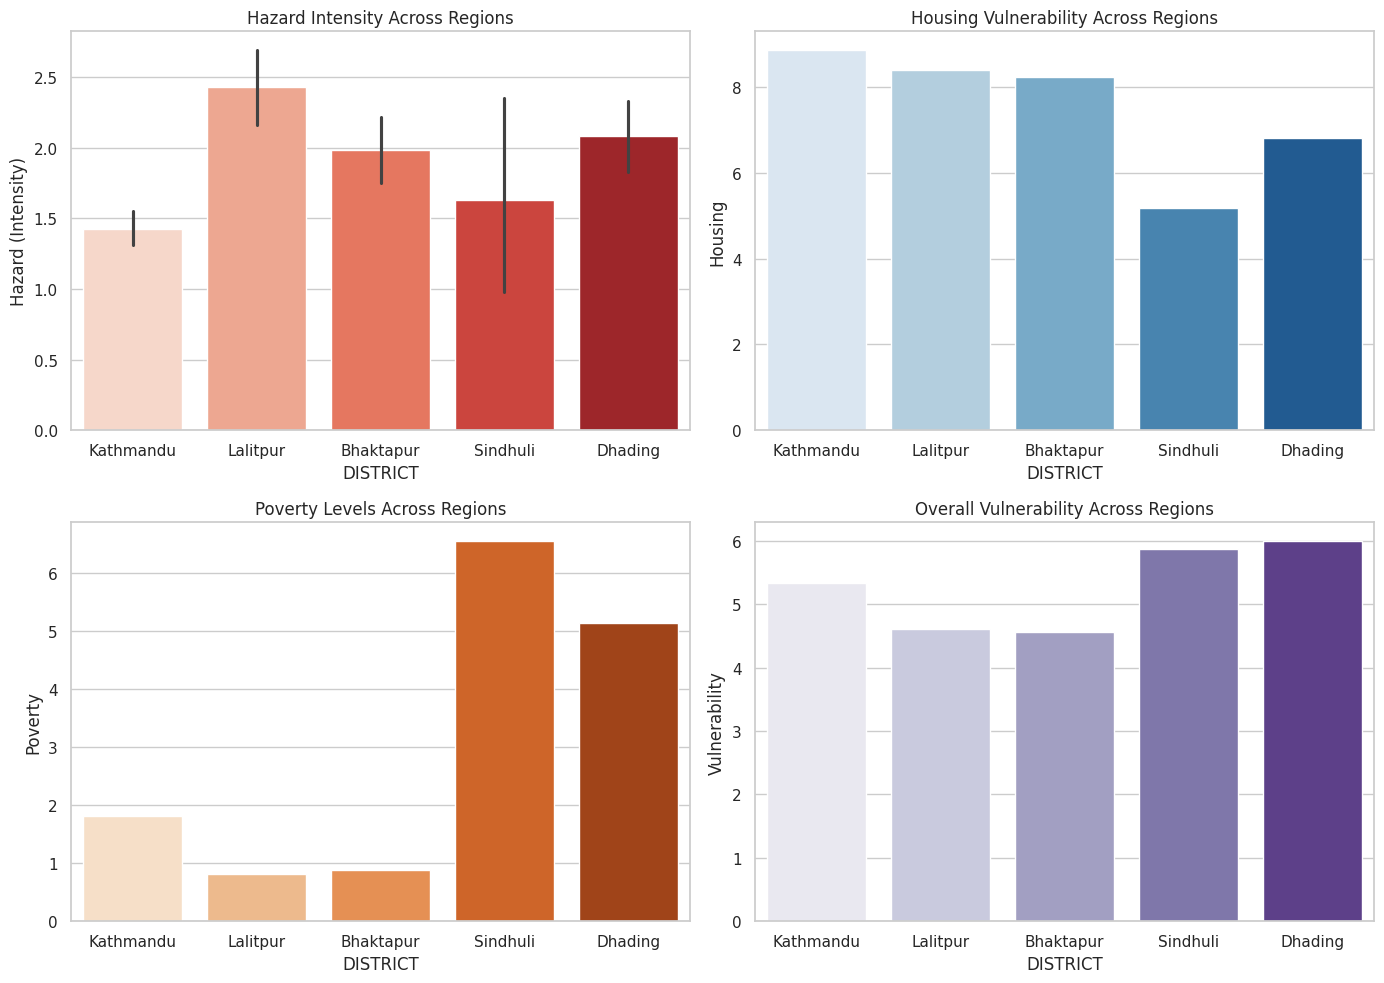 Hazard Intensity Across Regions
Hazard (Intensity)
2.5
2.0
1.5
1.0
0.5
0.0
Kathmandu Lalitpur Bhaktapur Sindhuli Dhading
DISTRICT
Housing Vulnerability Across Regions
Housing
8
6
4
2
0
Kathmandu Lalitpur Bhaktapur Sindhuli Dhading
DISTRICT
Poverty Levels Across Regions
Poverty
6
5
4
3
2
1
0
Kathmandu Lalitpur Bhaktapur Sindhuli Dhading
DISTRICT
Overall Vulnerability Across Regions
Vulnerability
6
5
4
3
2
1
0
Kathmandu Lalitpur Bhaktapur Sindhuli Dhading
DISTRICT